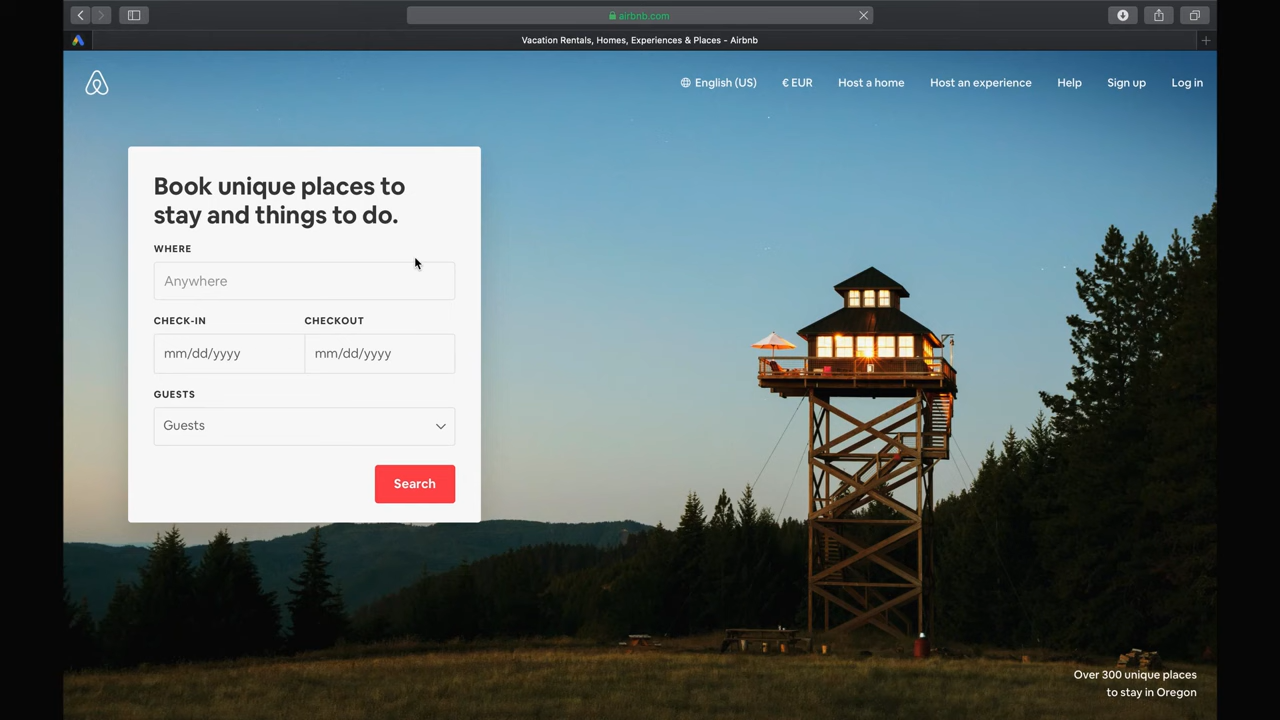 airbnb.com
Vacation Rentals, Homes, Experiences & Places – Airbnb
English (US) € EUR Host a home Host an experience Help Sign up Log in
Book unique places to
stay and things to do.
WHERE
Anywhere
CHECK-IN CHECKOUT
mm/dd/yyyy mm/dd/yyyy
GUESTS
Guests
Search
Over 300 unique places
to stay in Oregon